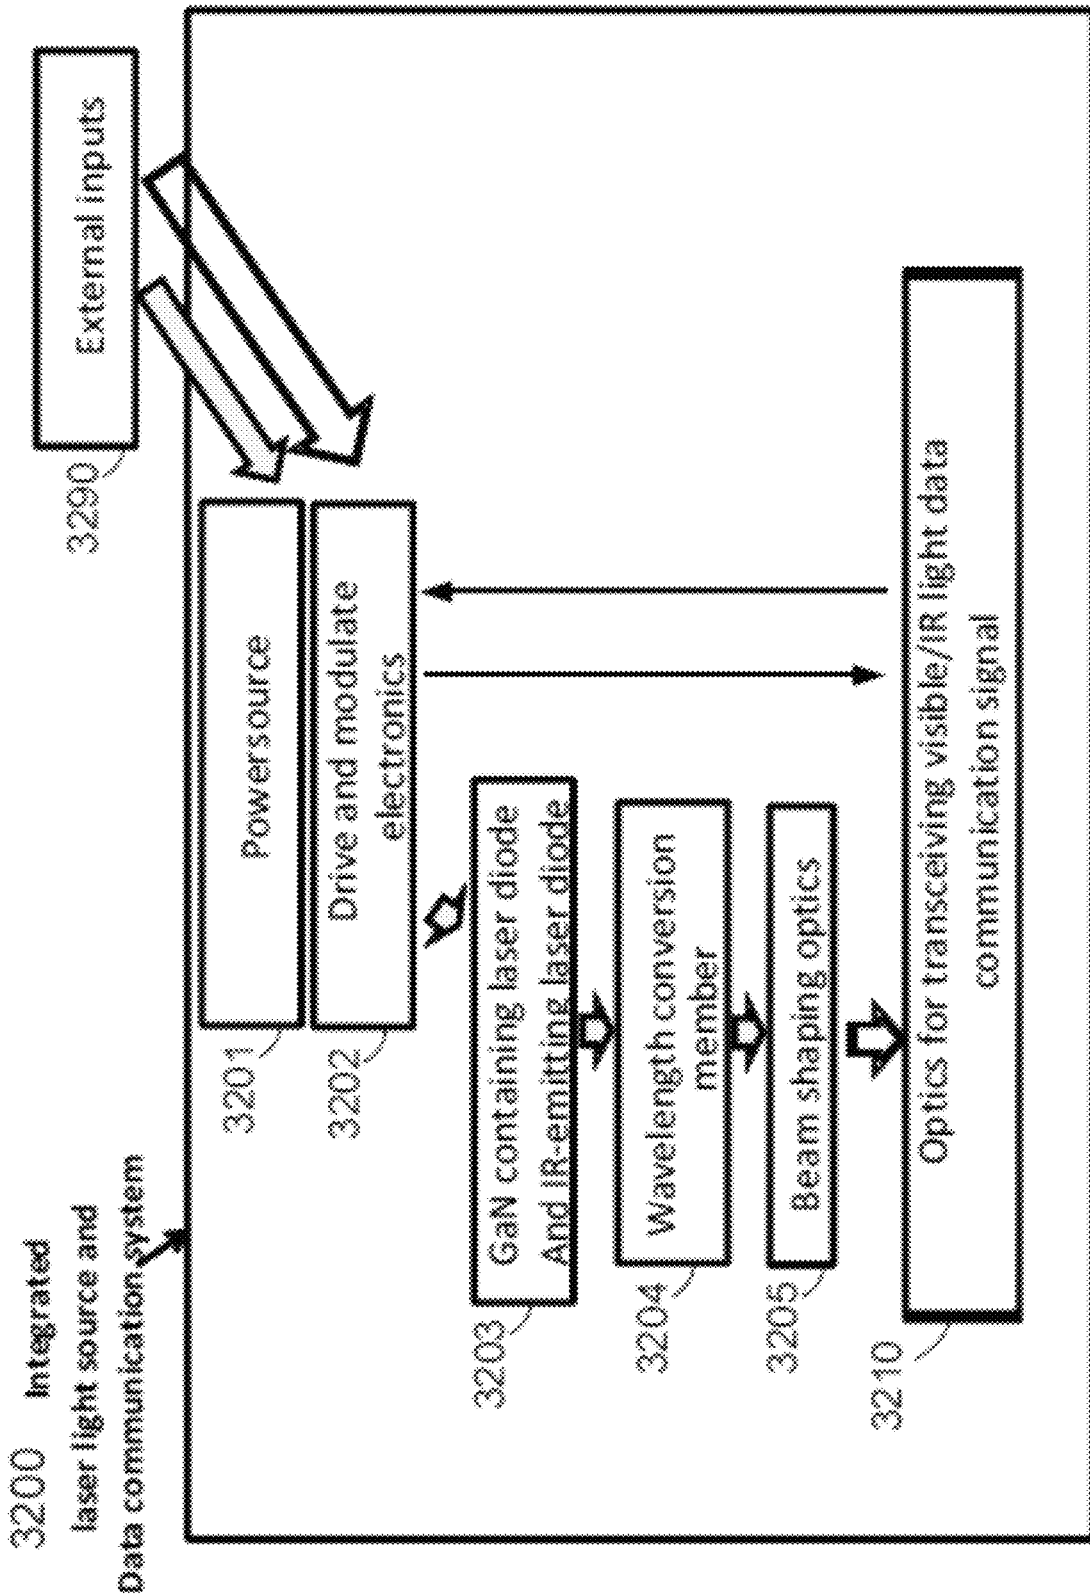 3200 Integrated
laser light source and
Data communication system
External inputs
3290
Powersource
3201
Drive and modulate
electronics
3202
GaN containing laser diode
And IR-emitting laser diode
3203
Wavelength conversion
member
3204
Beam shaping optics
3205
Optics for transceiving visible/IR light data
communication signal
3210